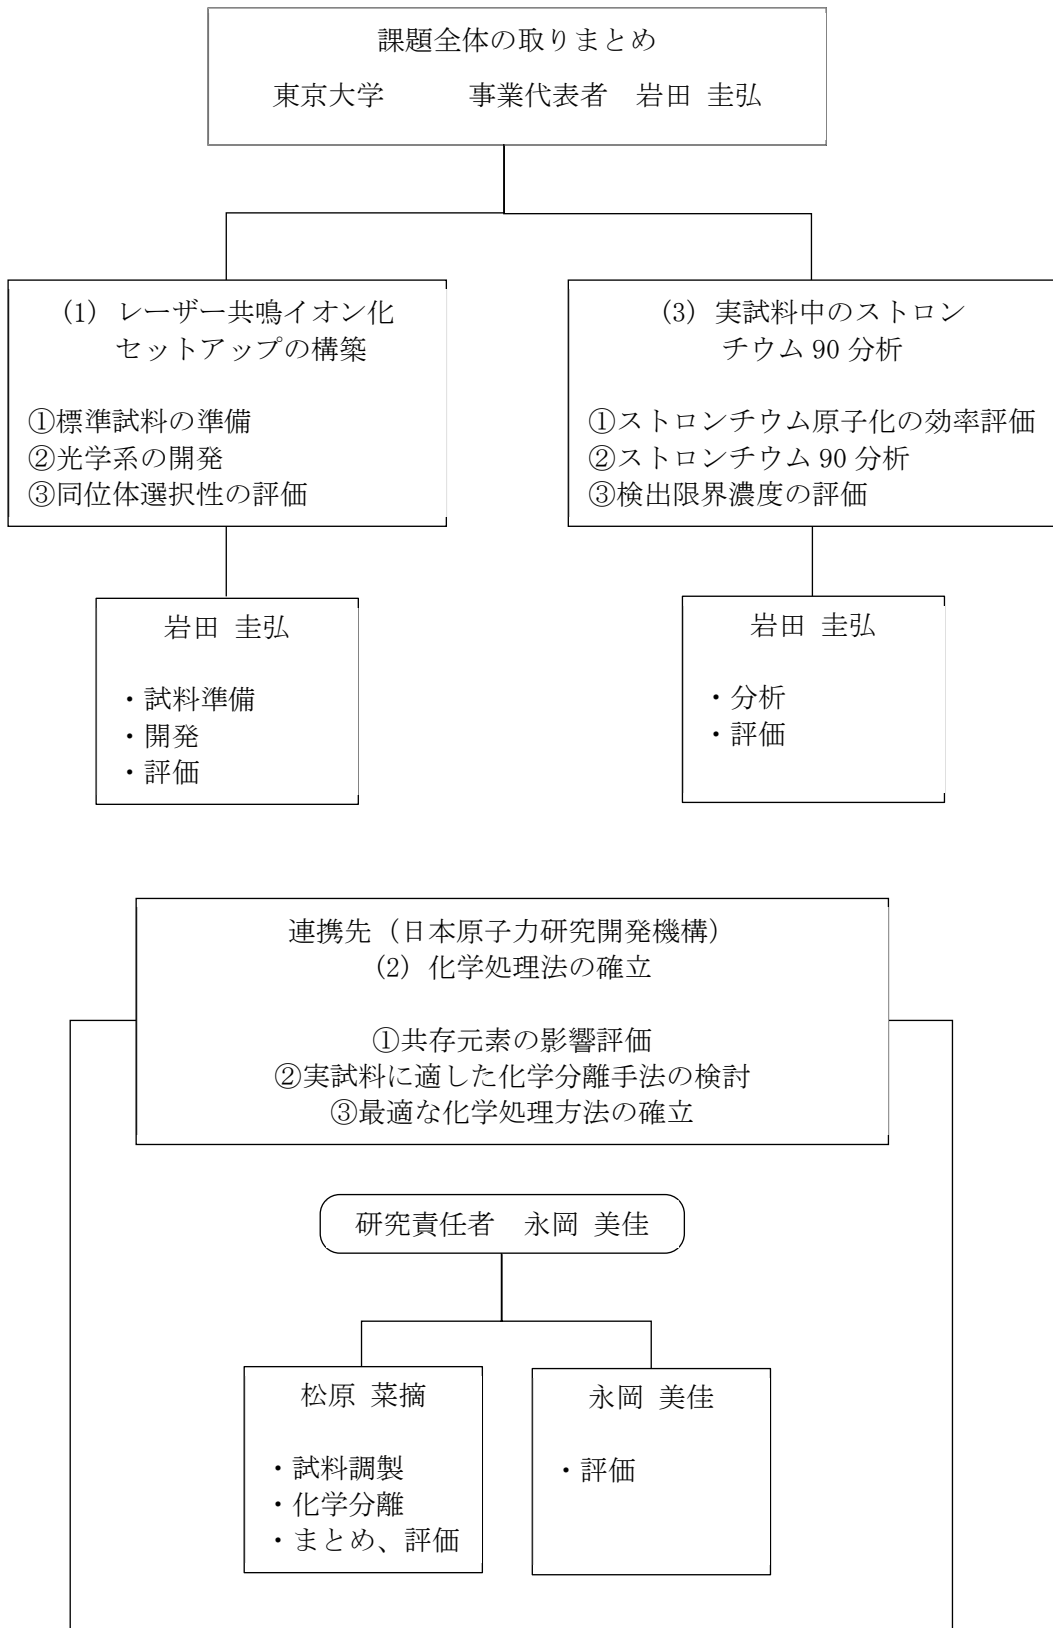 課題全体の取りまとめ
東京大学　　事業代表者　岩田 圭弘
(1) レーザー共鳴イオン化
セットアップの構築
①標準試料の準備
②光学系の開発
③同位体選択性の評価
(3) 実試料中のストロン
チウム 90 分析
①ストロンチウム原子化の効率評価
②ストロンチウム 90 分析
③検出限界濃度の評価
岩田 圭弘
・試料準備
・開発
・評価
岩田 圭弘
・分析
・評価
連携先（日本原子力研究開発機構）
(2) 化学処理法の確立
①共存元素の影響評価
②実試料に適した化学分離手法の検討
③最適な化学処理方法の確立
研究責任者　永岡 美佳
松原 菜摘
・試料調製
・化学分離
・まとめ、評価
永岡 美佳
・評価